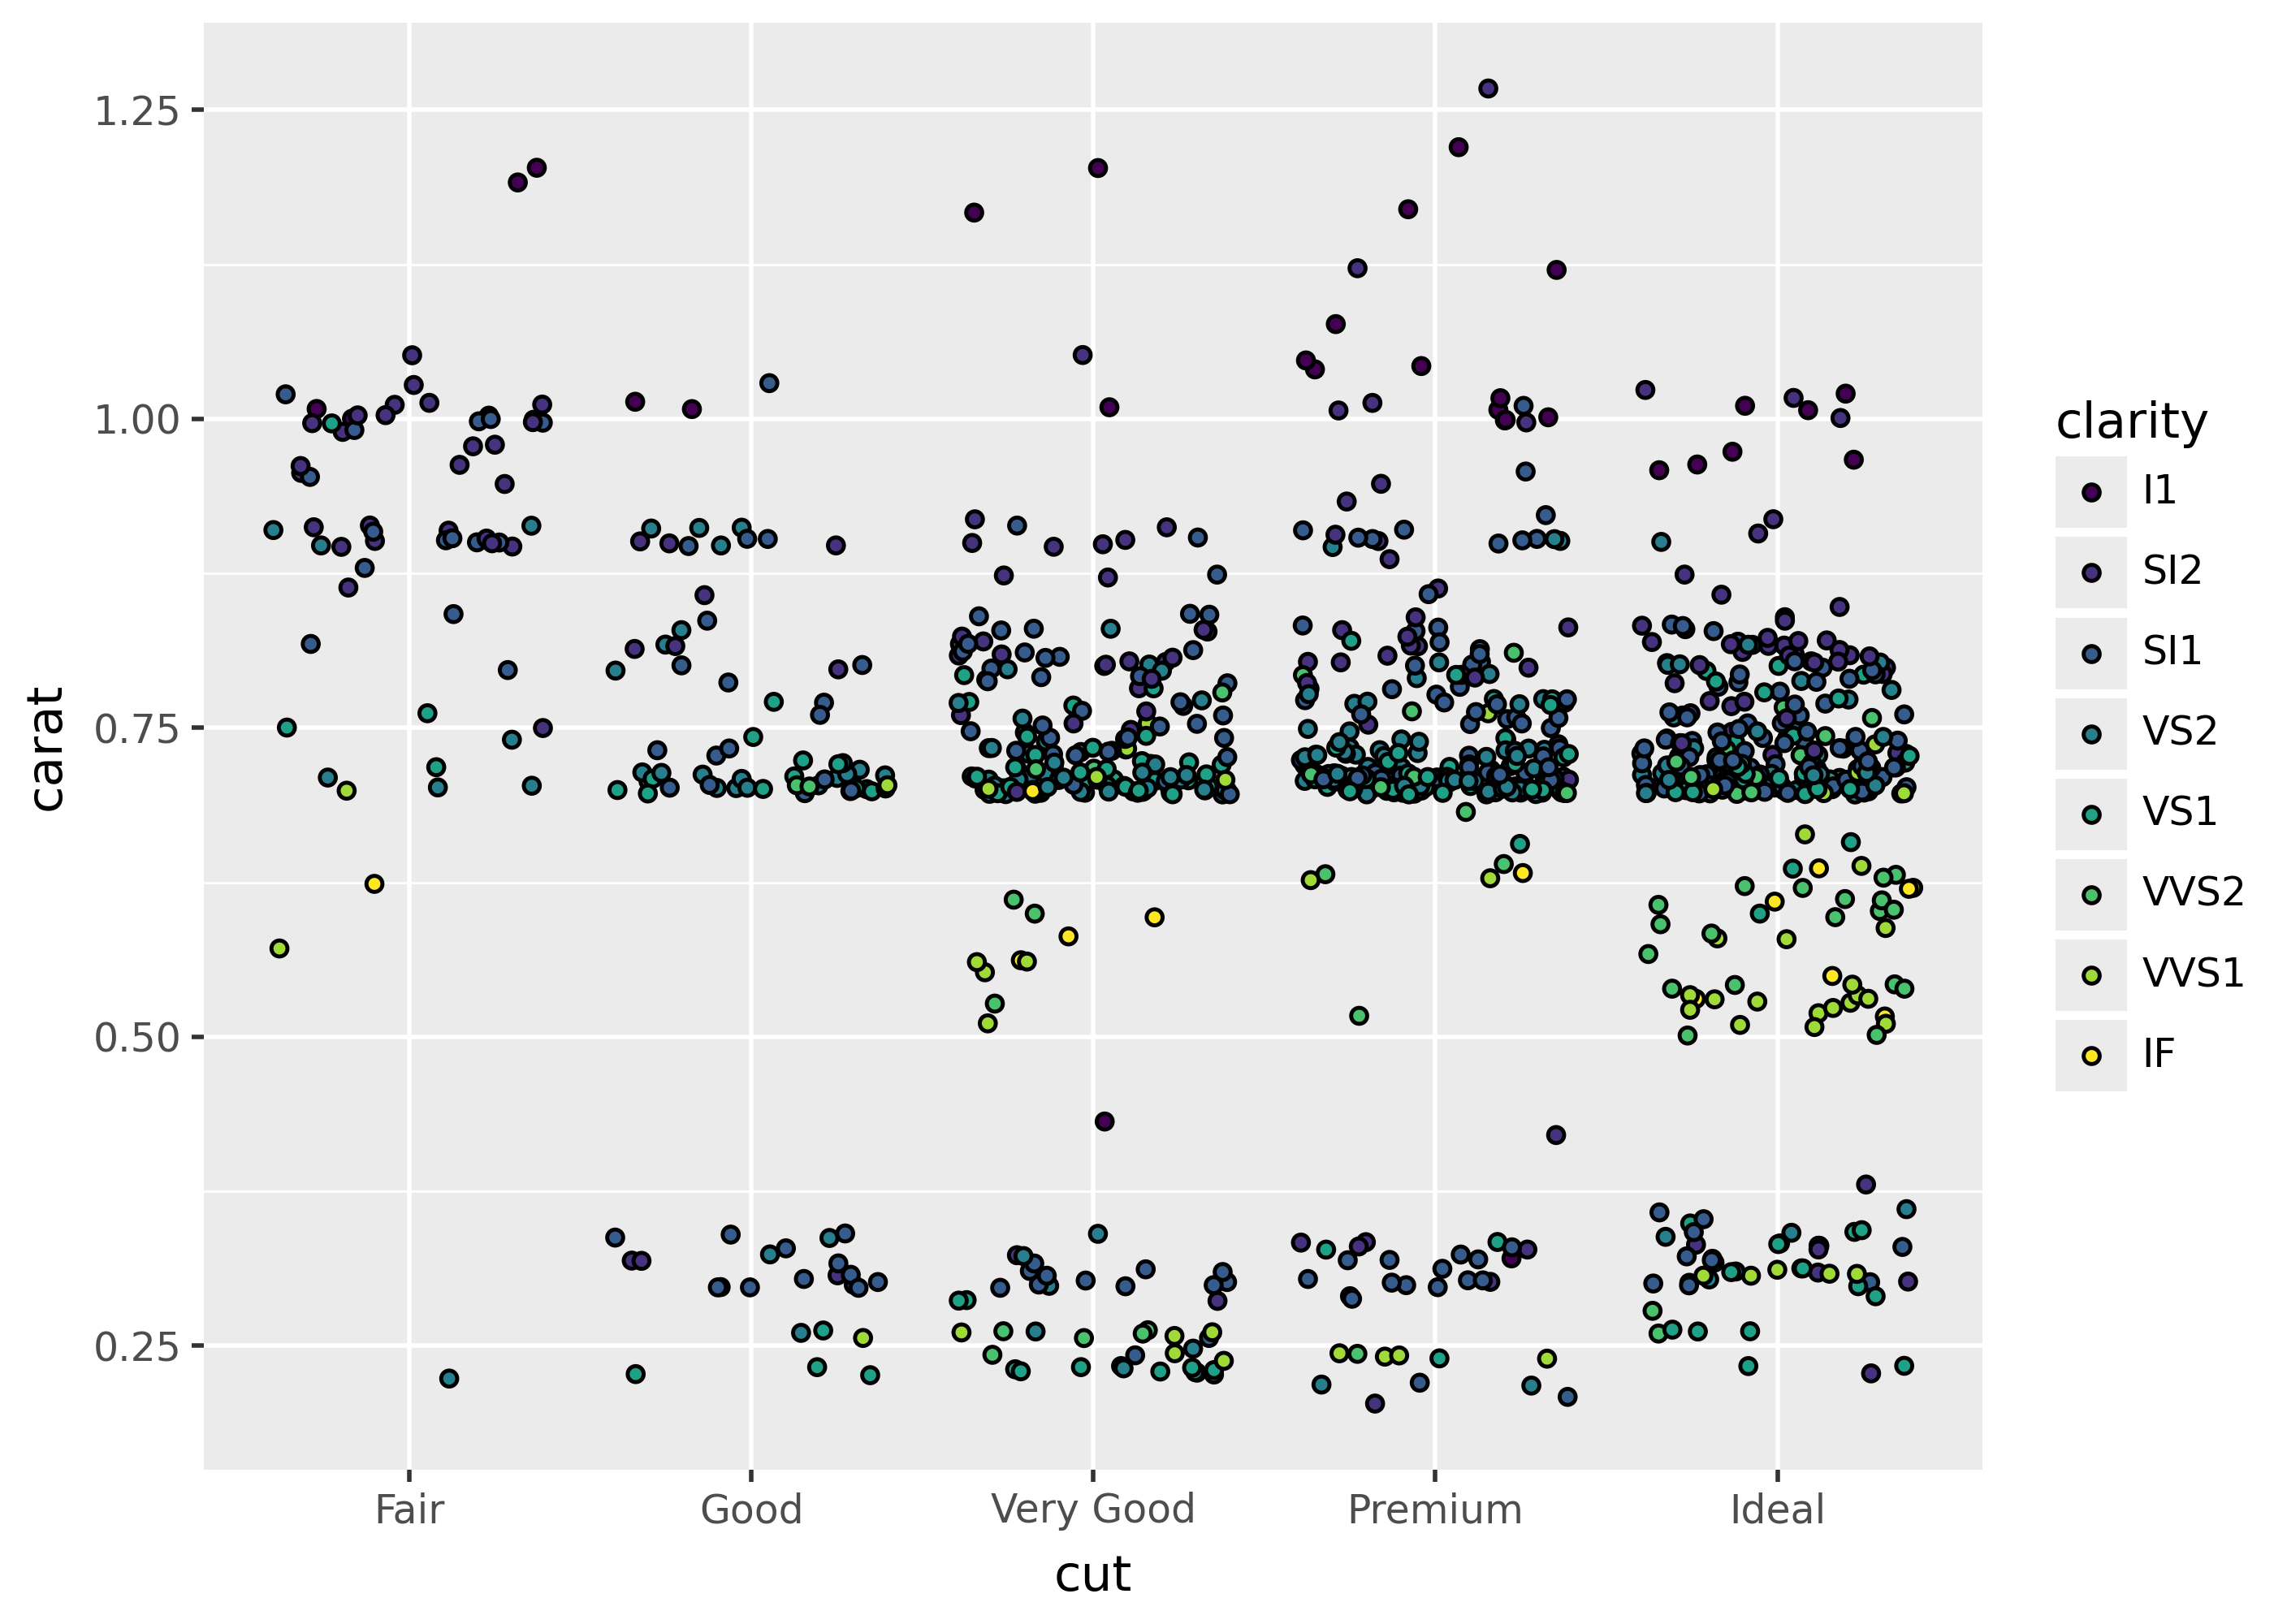 1.25
1.00
0.75
0.50
0.25
carat
Fair
Good
Very Good
Premium
Ideal
cut
clarity
I1
SI2
SI1
VS2
VS1
VVS2
VVS1
IF